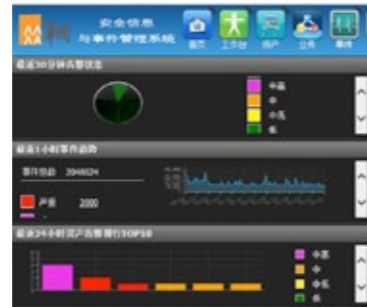 安全信息
与事件管理系统
首页 工作台 资产 业务 事件
最近30分钟告警状态
中高
中
中低
低
最近1小时事件趋势
事件总数 3948024
严重 2000
最近24小时资产告警排行TOP10
中高
中
中低
低